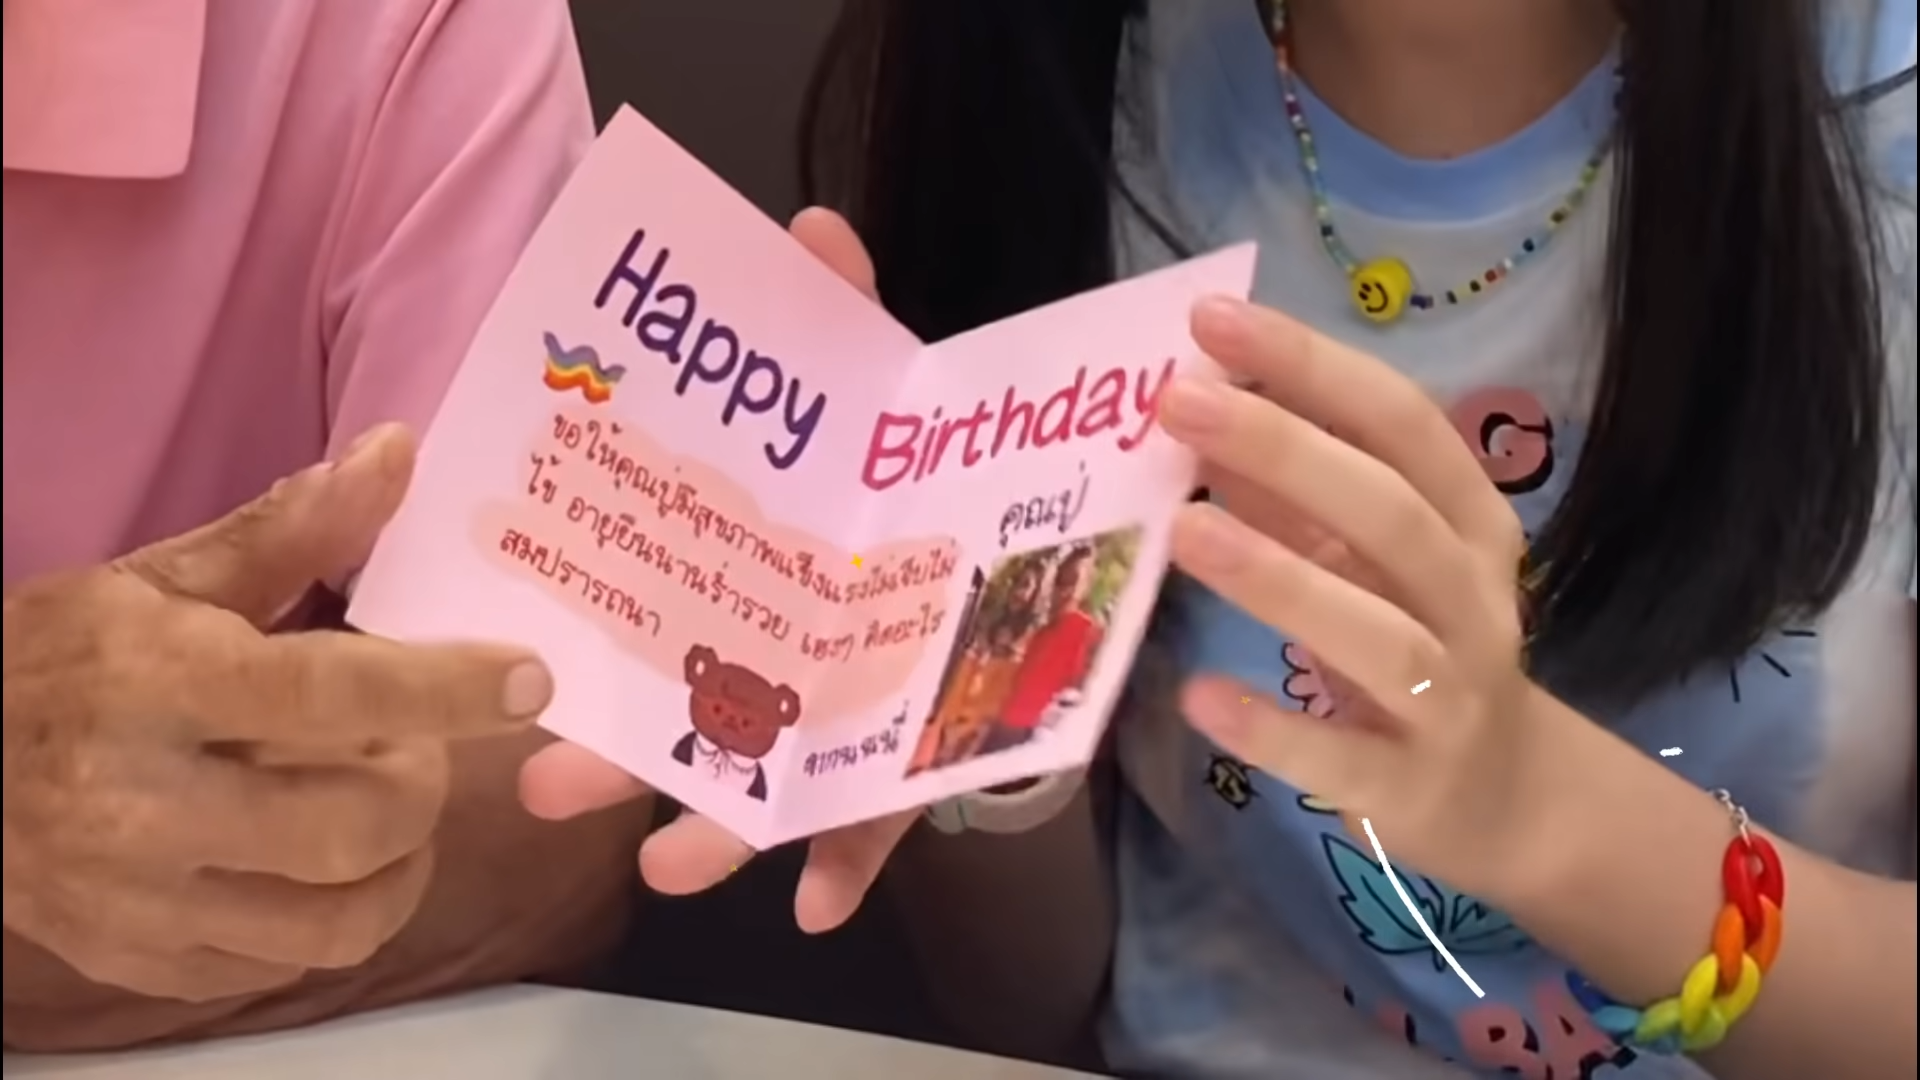 Happy
Birthday
คุณปู่
ขอให้คุณปู่มีสุขภาพแข็งแรงไม่เจ็บไม่
ไข้ อายุยืนนานร่ำรวย เฮงๆ คิดอะไร
สมปรารถนา